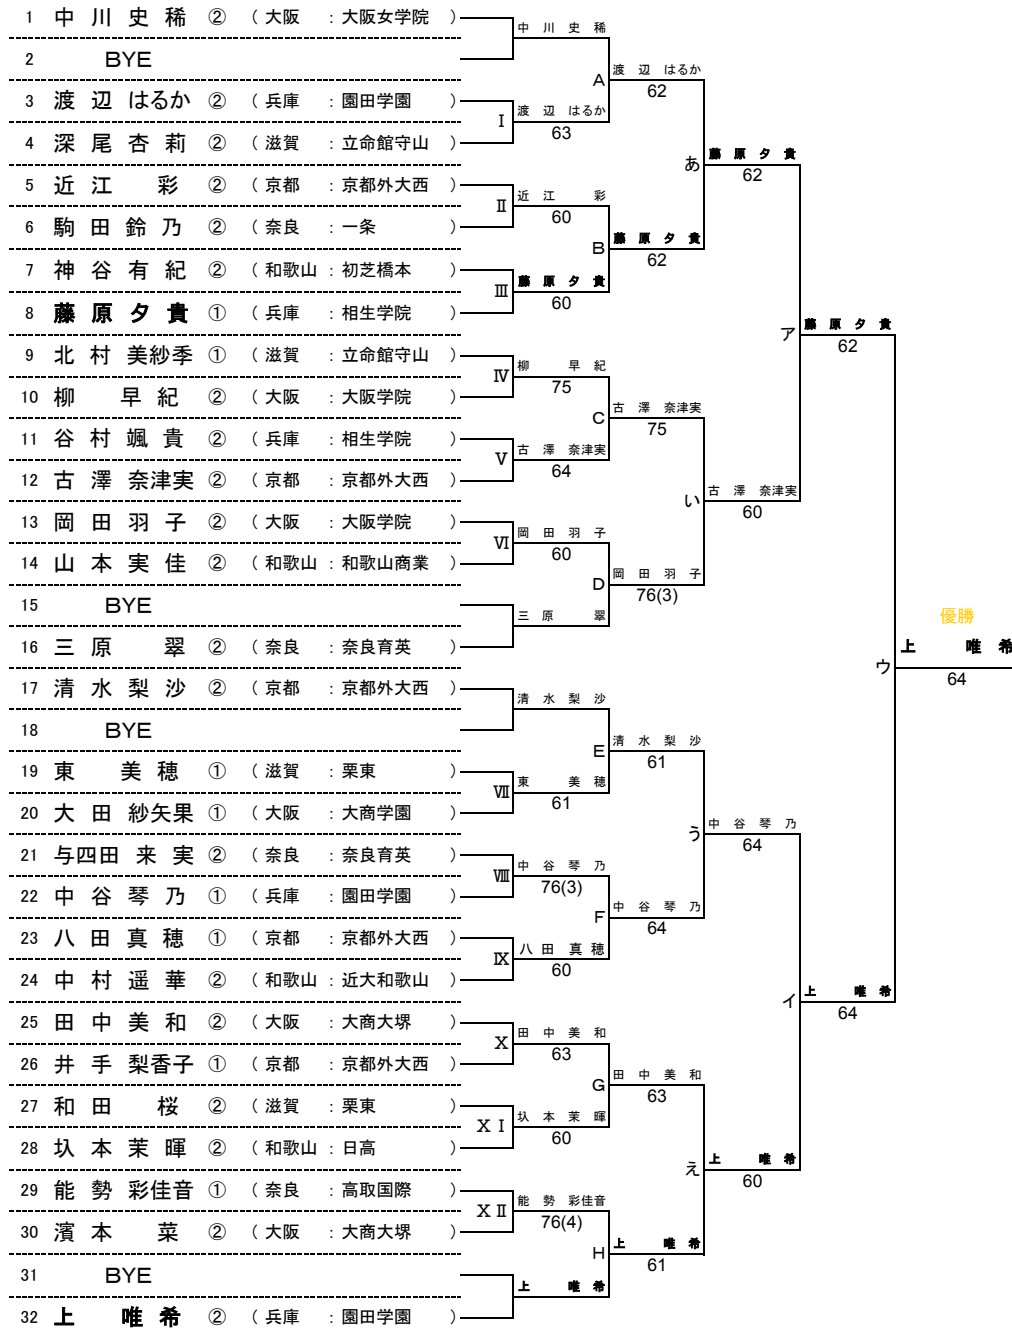 1 中 川 史 稀 ② ( 大阪 : 大阪女学院 )
2 BYE
3 渡 辺 はるか ② ( 兵庫 : 園田学園 )
4 深 尾 杏 莉 ② ( 滋賀 : 立命館守山 )
5 近 江 彩 ② ( 京都 : 京都外大西 )
6 駒 田 鈴 乃 ② ( 奈良 : 一条 )
7 神 谷 有 紀 ② ( 和歌山 : 初芝橋本 )
8 藤 原 夕 貴 ① ( 兵庫 : 相生学院 )
9 北 村 美紗季 ① ( 滋賀 : 立命館守山 )
10 柳 早 紀 ② ( 大阪 : 大阪学院 )
11 谷 村 颯 貴 ② ( 兵庫 : 相生学院 )
12 古 澤 奈津実 ② ( 京都 : 京都外大西 )
13 岡 田 羽 子 ② ( 大阪 : 大阪学院 )
14 山 本 実 佳 ② ( 和歌山 : 和歌山商業 )
15 BYE
16 三 原 翠 ② ( 奈良 : 奈良育英 )
17 清 水 梨 沙 ② ( 京都 : 京都外大西 )
18 BYE
19 東 美 穂 ① ( 滋賀 : 栗東 )
20 大 田 紗矢果 ① ( 大阪 : 大商学園 )
21 与四田 来 実 ② ( 奈良 : 奈良育英 )
22 中 谷 琴 乃 ① ( 兵庫 : 園田学園 )
23 八 田 真 穂 ① ( 京都 : 京都外大西 )
24 中 村 遥 華 ② ( 和歌山 : 近大和歌山 )
25 田 中 美 和 ② ( 大阪 : 大商大堺 )
26 井 手 梨香子 ① ( 京都 : 京都外大西 )
27 和 田 桜 ② ( 滋賀 : 栗東 )
28 圦 本 茉 暉 ② ( 和歌山 : 日高 )
29 能 勢 彩佳音 ① ( 奈良 : 高取国際 )
30 濱 本 菜 ② ( 大阪 : 大商大堺 )
31 BYE
32 上 唯 希 ② ( 兵庫 : 園田学園 )
中 川 史 稀
Ⅰ
渡 辺 はるか
63
Ⅱ
近 江 彩
60
Ⅲ
藤 原 夕 貴
60
Ⅳ
柳 早 紀
75
Ⅴ
古 澤 奈津実
64
Ⅵ
岡 田 羽 子
60
三 原 翠
清 水 梨 沙
Ⅶ
東 美 穂
61
Ⅷ
中 谷 琴 乃
76(3)
Ⅸ
八 田 真 穂
60
Ⅹ
田 中 美 和
63
ⅩⅠ
圦 本 茉 暉
60
ⅩⅡ
能 勢 彩佳音
76(4)
上 唯 希
A
渡 辺 はるか
62
B
藤 原 夕 貴
62
C
古 澤 奈津実
75
D
岡 田 羽 子
76(3)
E
清 水 梨 沙
61
F
中 谷 琴 乃
64
G
田 中 美 和
63
H
上 唯 希
61
あ
藤 原 夕 貴
62
い
古 澤 奈津実
60
う
中 谷 琴 乃
64
え
上 唯 希
60
ア
藤 原 夕 貴
62
イ
上 唯 希
64
ウ
優勝
上 唯 希
64